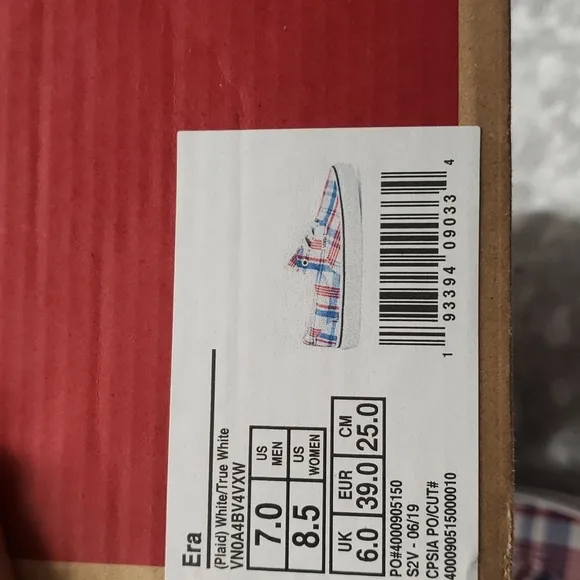 Era
(Plaid) White/True White
VN0A4BV4VXW
7.0 US MEN
8.5 US WOMEN
UK EUR CM
6.0 39.0 25.0
PO#4000905150
S2V - 06/19
CPSIA PO/CUT#
4000905515000010
1 93394 09033 4